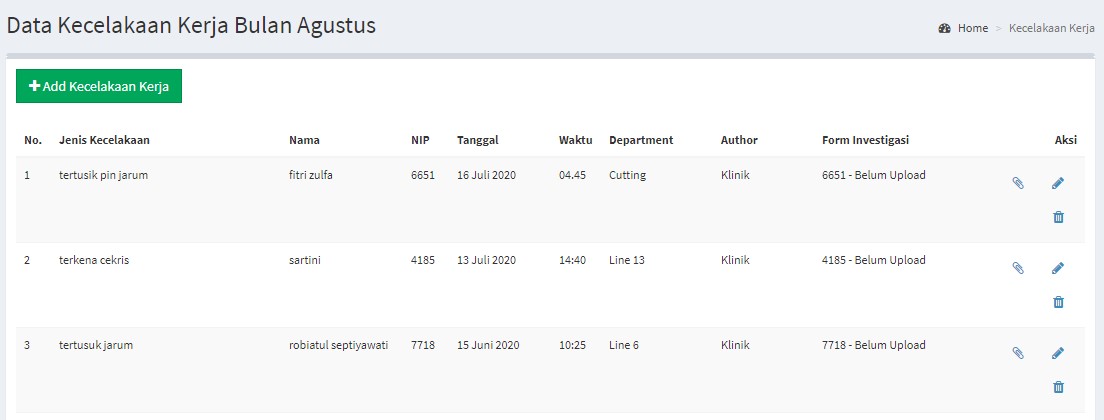 Data Kecelakaan Kerja Bulan Agustus
Home > Kecelakaan Kerja
Add Kecelakaan Kerja
No. Jenis Kecelakaan Nama NIP Tanggal Waktu Department Author Form Investigasi Aksi
1 tertusik pin jarum fitri zulfa 6651 16 Juli 2020 04.45 Cutting Klinik 6651 - Belum Upload
2 terkena cekris sartini 4185 13 Juli 2020 14:40 Line 13 Klinik 4185 - Belum Upload
3 tertusuk jarum robiatul septiyawati 7718 15 Juni 2020 10:25 Line 6 Klinik 7718 - Belum Upload